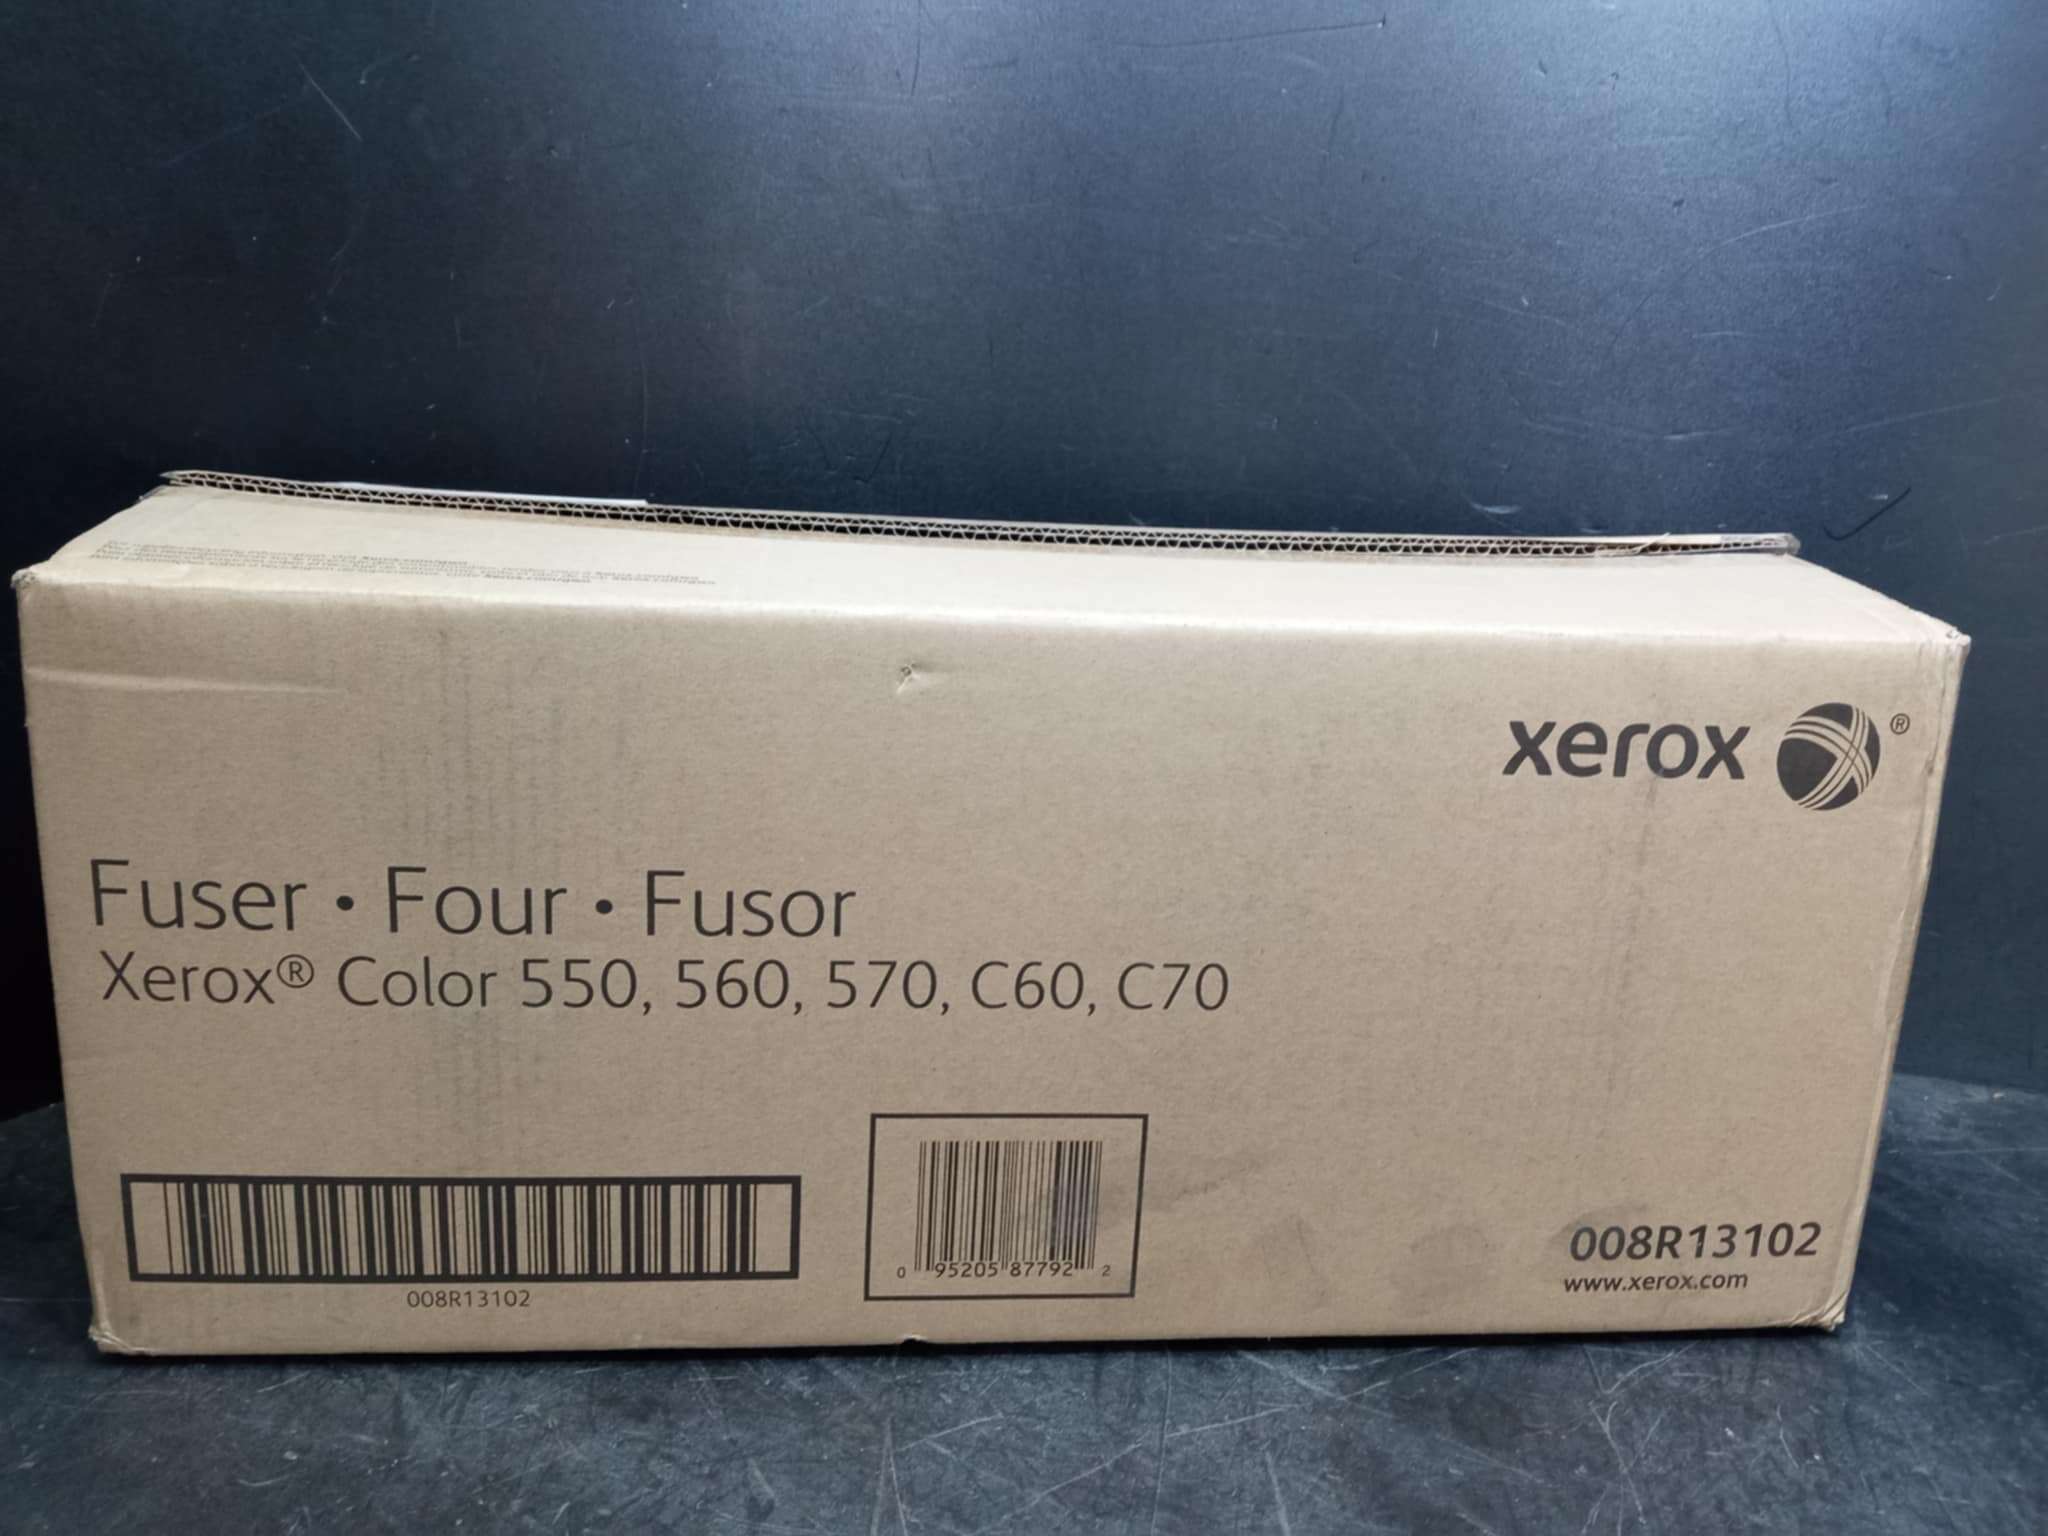 xerox ®
Fuser • Four • Fusor
Xerox® Color 550, 560, 570, C60, C70
008R13102
0 95205 87792 2
008R13102
www.xerox.com